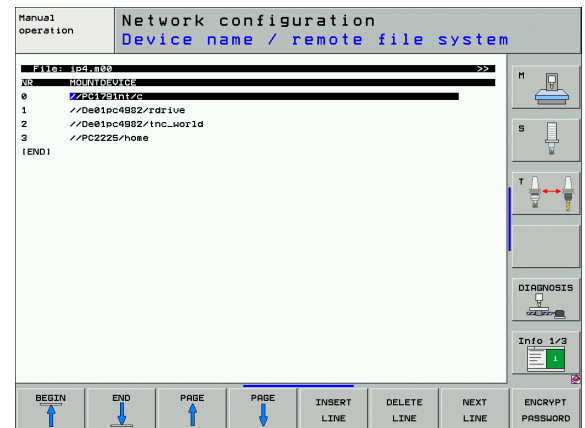 Manual
operation
Network configuration
Device name / remote file system
File: ip4.m00 >>
NR MOUNTDEVICE
0 //PC1791nt/c
1 //De01pc4982/rdrive
2 //De01pc4982/tnc_world
3 //PC2225/home
[END]
M
S
T
DIAGNOSIS
Info 1/3
i
BEGIN
END
PAGE
PAGE
INSERT
LINE
DELETE
LINE
NEXT
LINE
ENCRYPT
PASSWORD